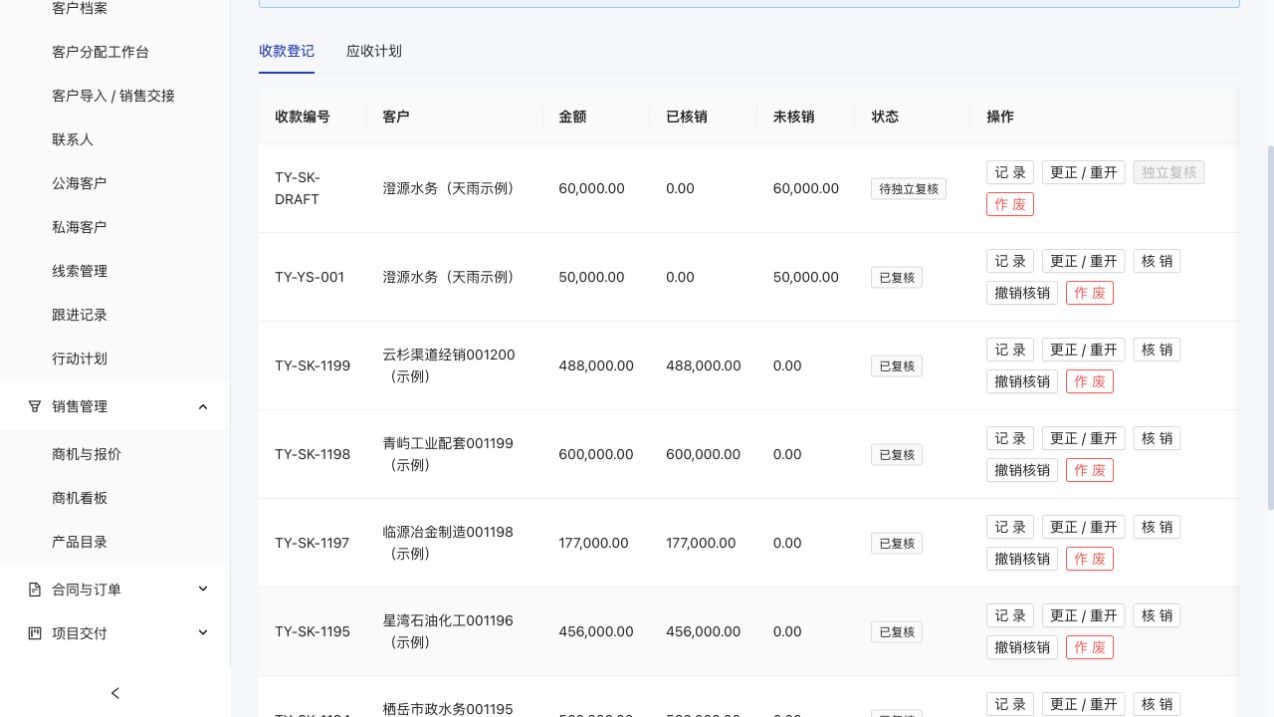 客户档案
客户分配工作台
客户导入 / 销售交接
联系人
公海客户
私海客户
线索管理
跟进记录
行动计划
销售管理
商机与报价
商机看板
产品目录
合同与订单
项目交付
收款登记 应收计划
收款编号 客户 金额 已核销 未核销 状态 操作
TY-SK-
DRAFT 澄源水务（天雨示例） 60,000.00 0.00 60,000.00 待独立复核 记 录 更正 / 重开 独立复核
作 废
TY-YS-001 澄源水务（天雨示例） 50,000.00 0.00 50,000.00 已复核 记 录 更正 / 重开 核 销
撤销核销 作 废
TY-SK-1199 云杉渠道经销001200
（示例） 488,000.00 488,000.00 0.00 已复核 记 录 更正 / 重开 核 销
撤销核销 作 废
TY-SK-1198 青屿工业配套001199
（示例） 600,000.00 600,000.00 0.00 已复核 记 录 更正 / 重开 核 销
撤销核销 作 废
TY-SK-1197 临源冶金制造001198
（示例） 177,000.00 177,000.00 0.00 已复核 记 录 更正 / 重开 核 销
撤销核销 作 废
TY-SK-1195 星湾石油化工001196
（示例） 456,000.00 456,000.00 0.00 已复核 记 录 更正 / 重开 核 销
撤销核销 作 废
栖岳市政水务001195 记 录 更正 / 重开 核 销